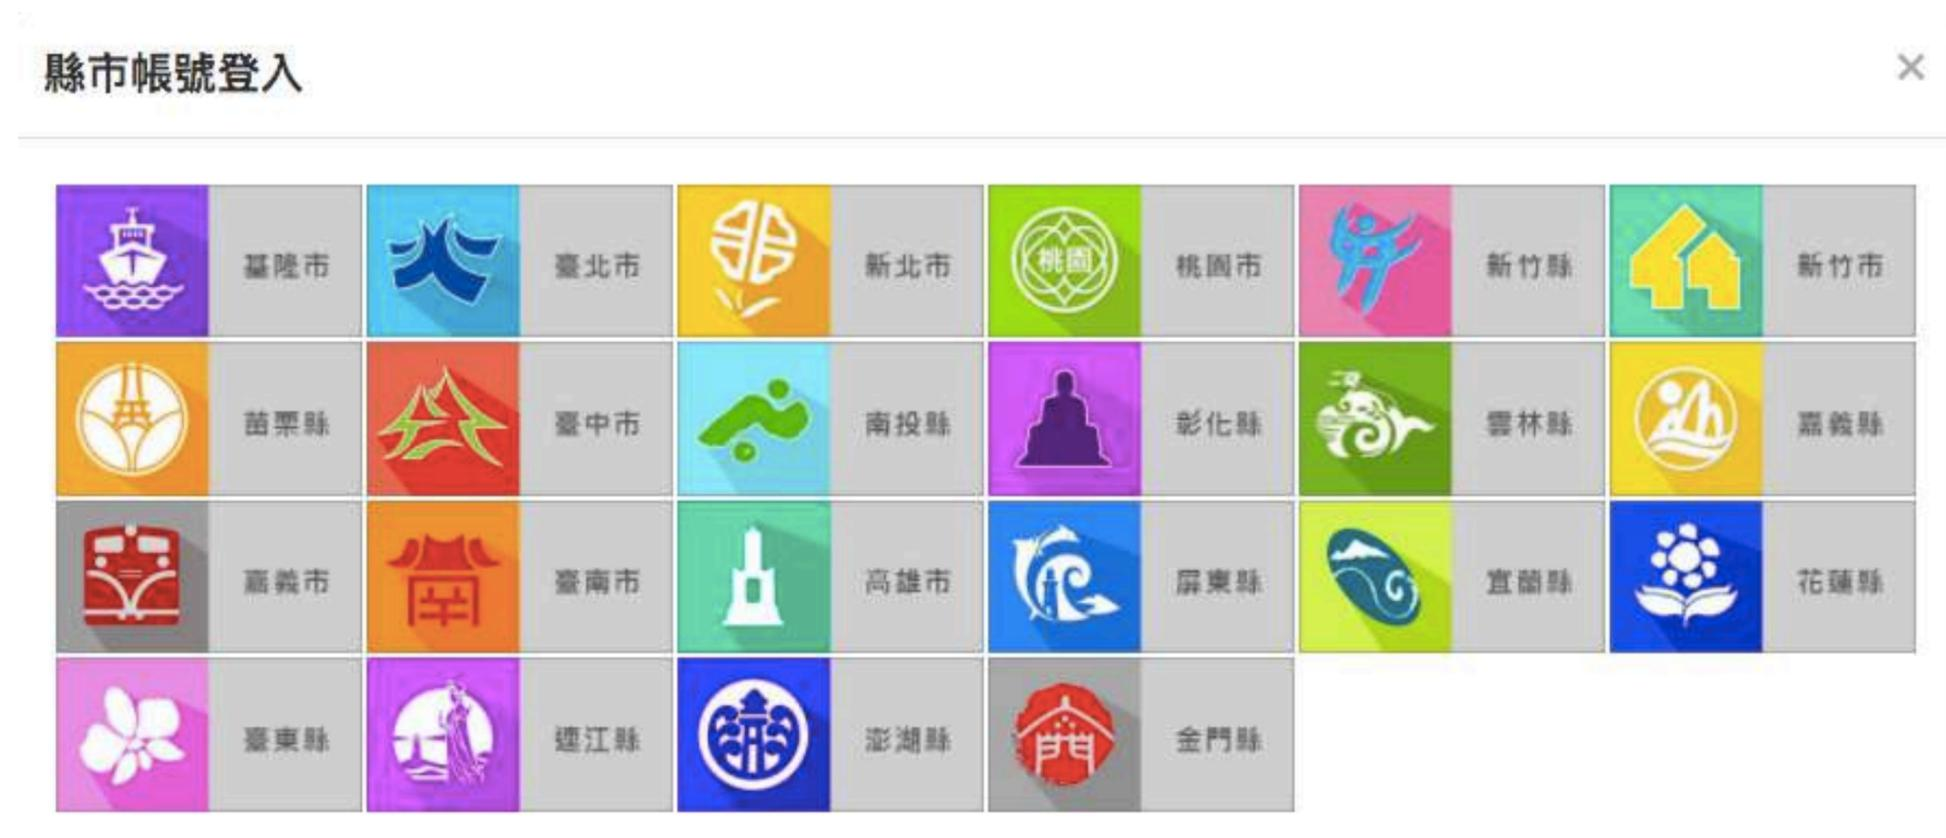 縣市帳號登入 ×
基隆市 臺北市 新北市 桃園 桃園市 新竹縣 新竹市
苗栗縣 臺中市 南投縣 彰化縣 雲林縣 嘉義縣
嘉義市 臺南市 高雄市 屏東縣 宜蘭縣 花蓮縣
臺東縣 連江縣 澎湖縣 金門縣